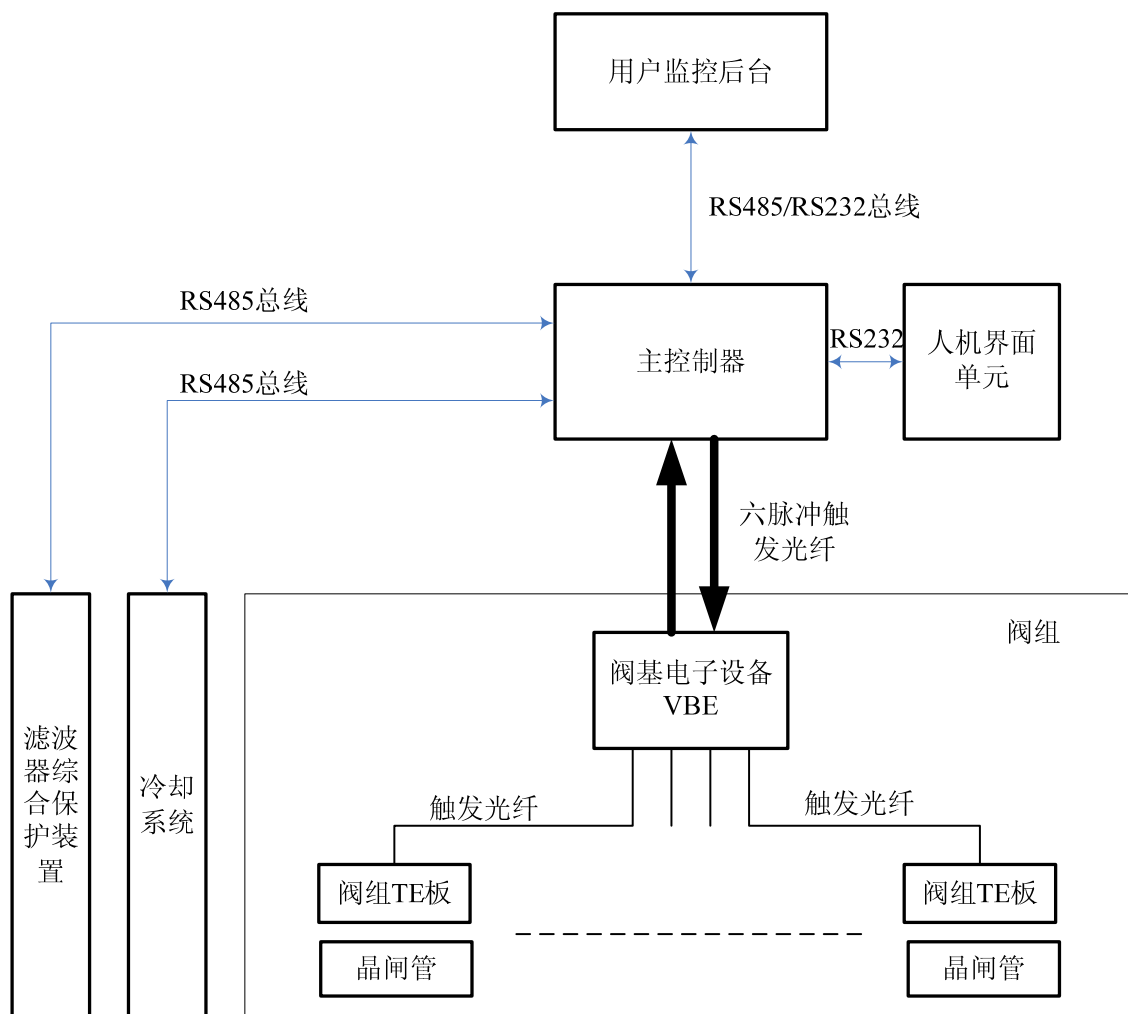 用户监控后台
RS485/RS232总线
RS485总线
主控制器
RS232
人机界面
单元
RS485总线
六脉冲触
发光纤
阀组
阀基电子设备
VBE
滤波
器综
合保
护装
置
冷却
系统
触发光纤
触发光纤
阀组TE板
阀组TE板
晶闸管
晶闸管